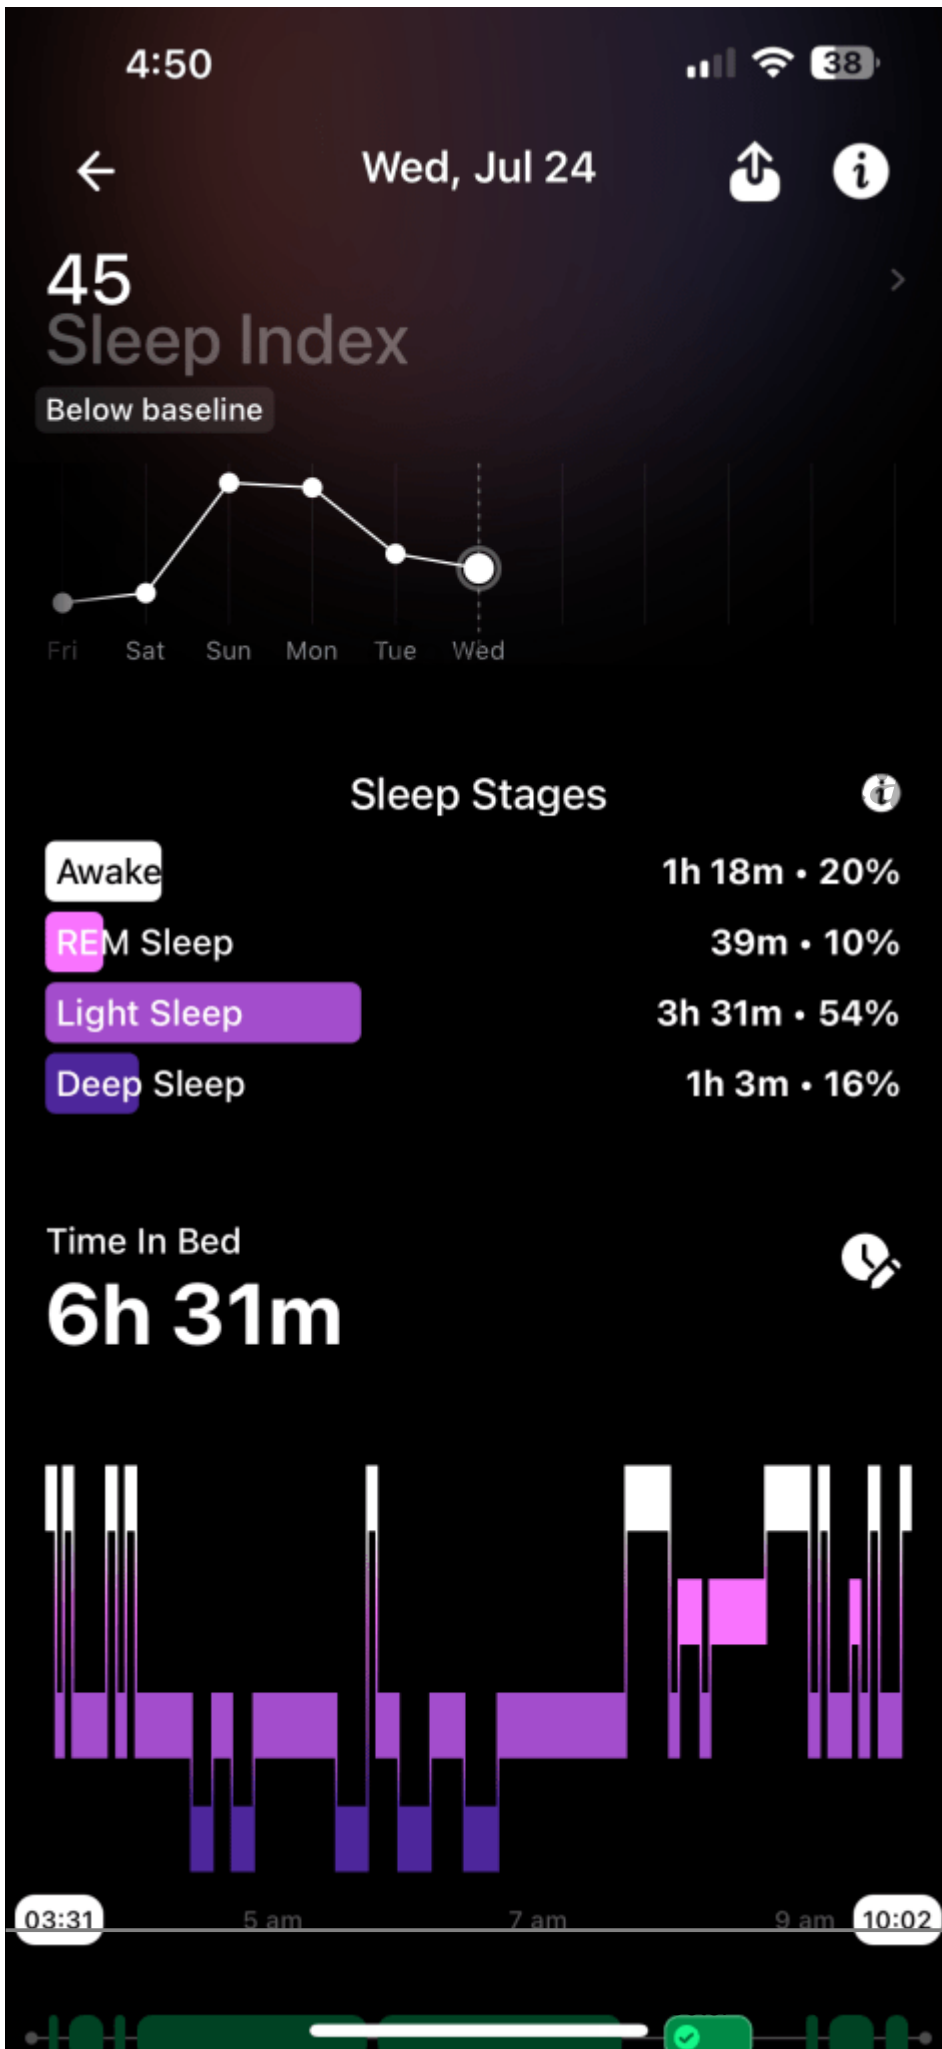 4:50
38
Wed, Jul 24
45
Sleep Index
Below baseline
Fri Sat Sun Mon Tue Wed
Sleep Stages
Awake 1h 18m • 20%
REM Sleep 39m • 10%
Light Sleep 3h 31m • 54%
Deep Sleep 1h 3m • 16%
Time In Bed
6h 31m
03:31 5 am 7 am 9 am 10:02